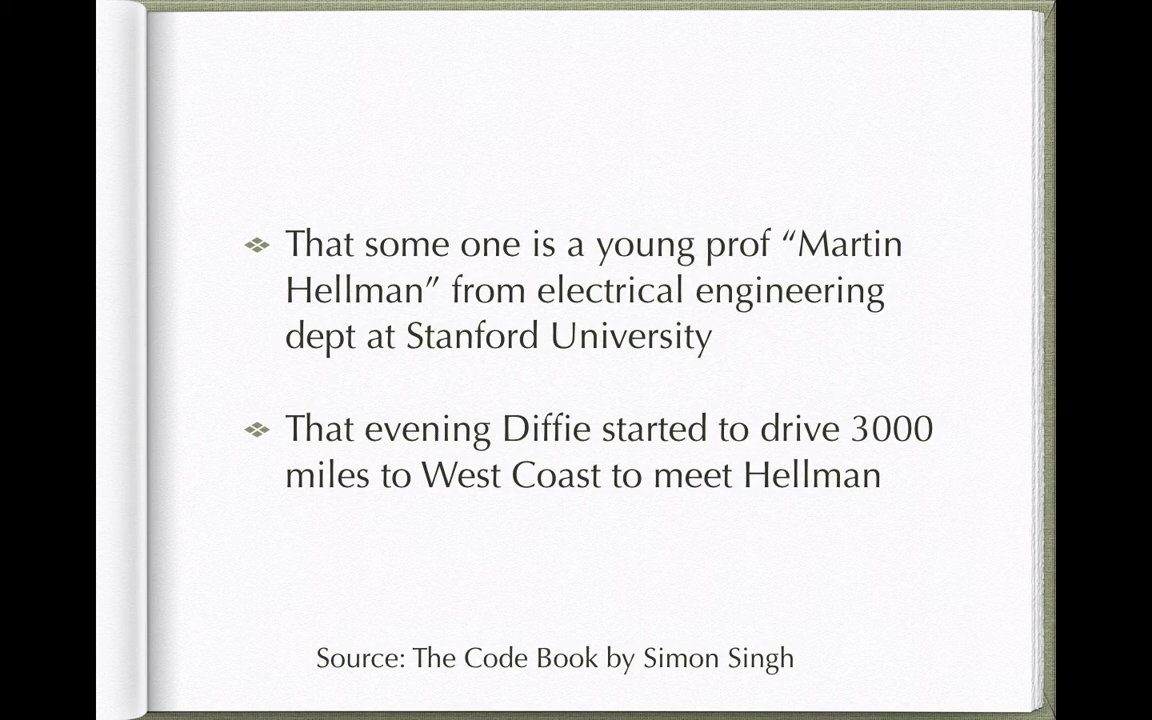 That some one is a young prof “Martin
Hellman” from electrical engineering
dept at Stanford University
That evening Diffie started to drive 3000
miles to West Coast to meet Hellman
Source: The Code Book by Simon Singh